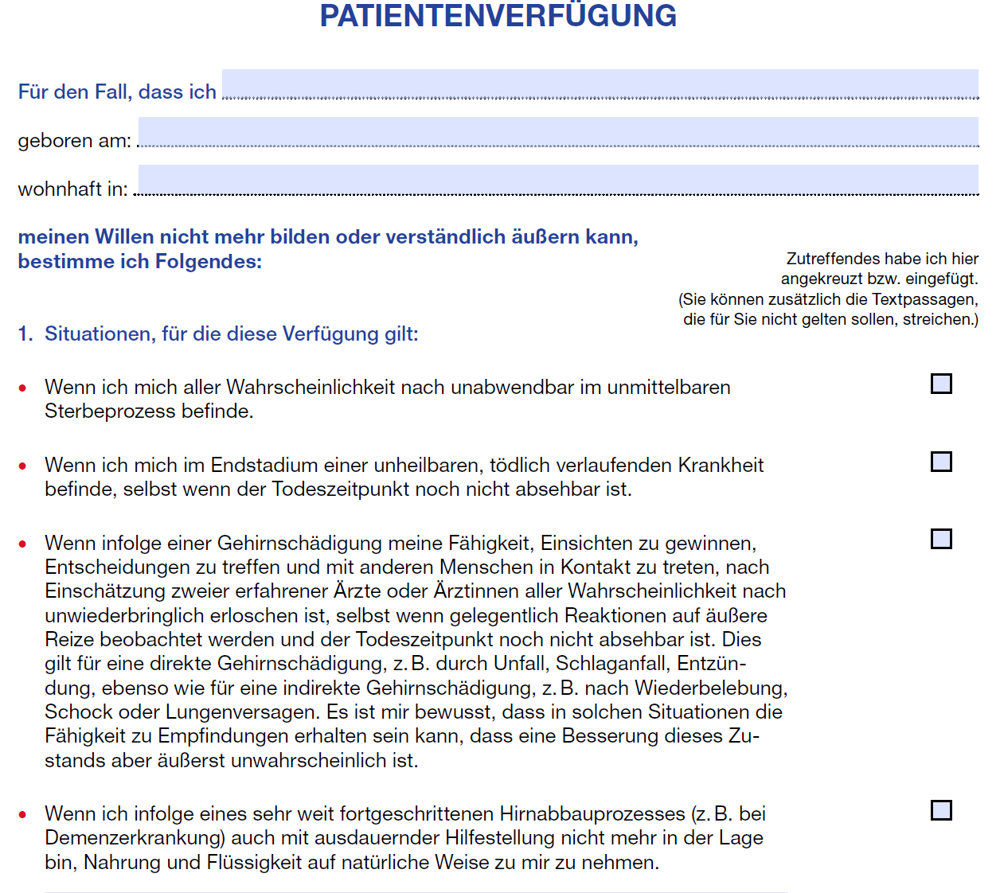 PATIENTENVERFÜGUNG
Für den Fall, dass ich
geboren am:
wohnhaft in:
meinen Willen nicht mehr bilden oder verständlich äußern kann,
bestimme ich Folgendes:
Zutreffendes habe ich hier
angekreuzt bzw. eingefügt.
(Sie können zusätzlich die Textpassagen,
die für Sie nicht gelten sollen, streichen.)
1. Situationen, für die diese Verfügung gilt:
• Wenn ich mich aller Wahrscheinlichkeit nach unabwendbar im unmittelbaren
Sterbeprozess befinde.
• Wenn ich mich im Endstadium einer unheilbaren, tödlich verlaufenden Krankheit
befinde, selbst wenn der Todeszeitpunkt noch nicht absehbar ist.
• Wenn infolge einer Gehirnschädigung meine Fähigkeit, Einsichten zu gewinnen,
Entscheidungen zu treffen und mit anderen Menschen in Kontakt zu treten, nach
Einschätzung zweier erfahrener Ärzte oder Ärztinnen aller Wahrscheinlichkeit nach
unwiederbringlich erloschen ist, selbst wenn gelegentlich Reaktionen auf äußere
Reize beobachtet werden und der Todeszeitpunkt noch nicht absehbar ist. Dies
gilt für eine direkte Gehirnschädigung, z. B. durch Unfall, Schlaganfall, Entzün-
dung, ebenso wie für eine indirekte Gehirnschädigung, z. B. nach Wiederbelebung,
Schock oder Lungenversagen. Es ist mir bewusst, dass in solchen Situationen die
Fähigkeit zu Empfindungen erhalten sein kann, dass eine Besserung dieses Zu-
stands aber äußerst unwahrscheinlich ist.
• Wenn ich infolge eines sehr weit fortgeschrittenen Hirnabbauprozesses (z. B. bei
Demenzerkrankung) auch mit ausdauernder Hilfestellung nicht mehr in der Lage
bin, Nahrung und Flüssigkeit auf natürliche Weise zu mir zu nehmen.